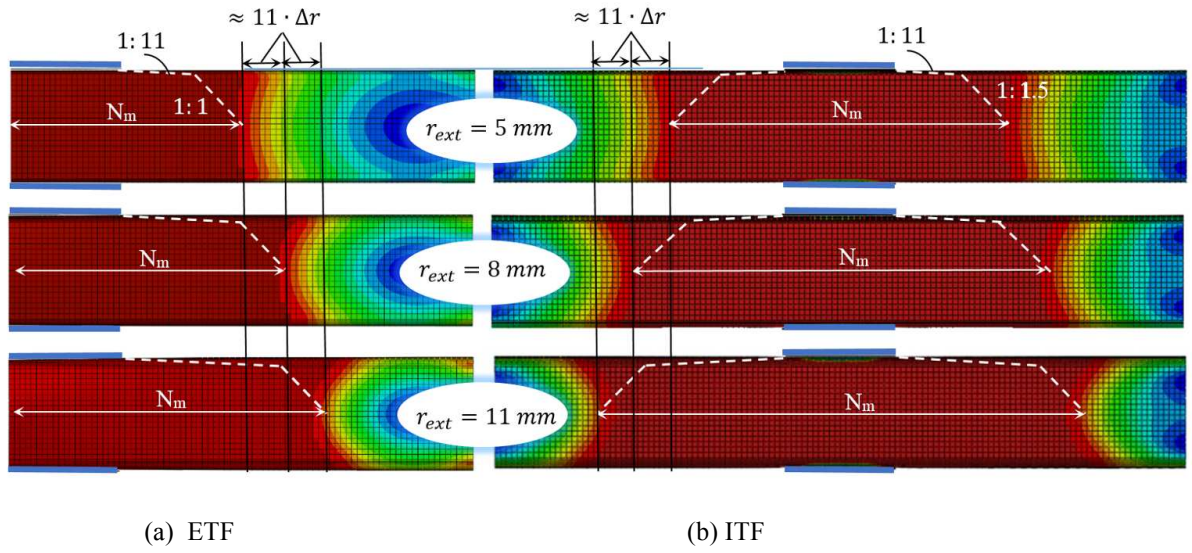 ≈ 11 · Δr
≈ 11 · Δr
1: 11
1: 11
1: 1
1: 1.5
N_m
r_ext = 5 mm
N_m
N_m
r_ext = 8 mm
N_m
N_m
r_ext = 11 mm
N_m
(a) ETF
(b) ITF